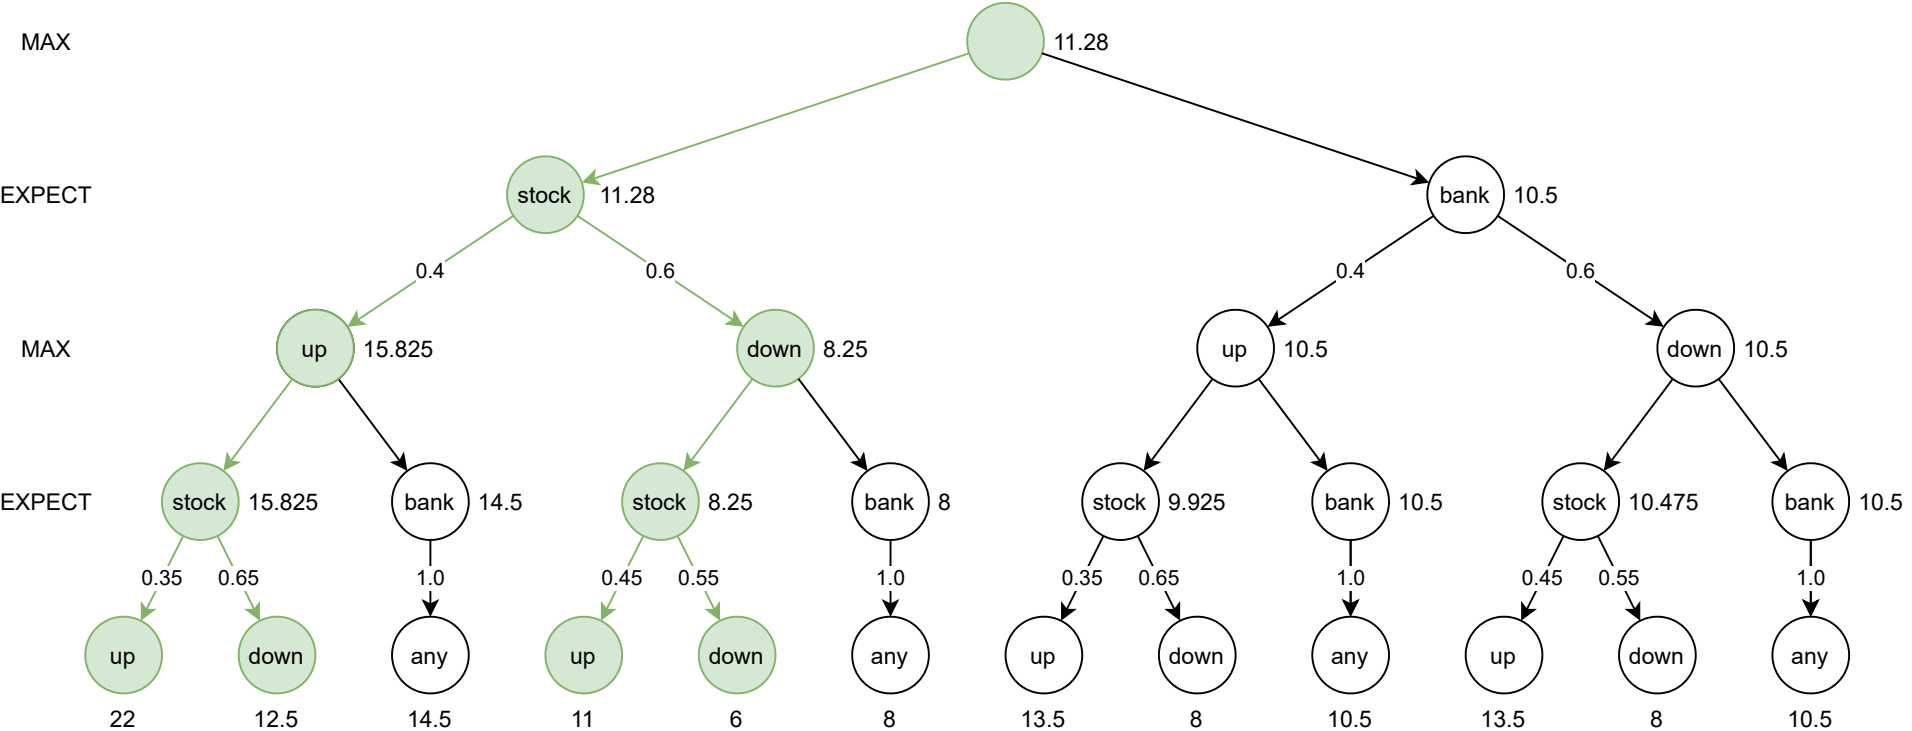 MAX 11.28
EXPECT stock 11.28 bank 10.5
0.4 0.6 0.4 0.6
MAX up 15.825 down 8.25 up 10.5 down 10.5
EXPECT stock 15.825 bank 14.5 stock 8.25 bank 8 stock 9.925 bank 10.5 stock 10.475 bank 10.5
0.35 0.65 1.0 0.45 0.55 1.0 0.35 0.65 1.0 0.45 0.55 1.0
up down any up down any up down any up down any
22 12.5 14.5 11 6 8 13.5 8 10.5 13.5 8 10.5